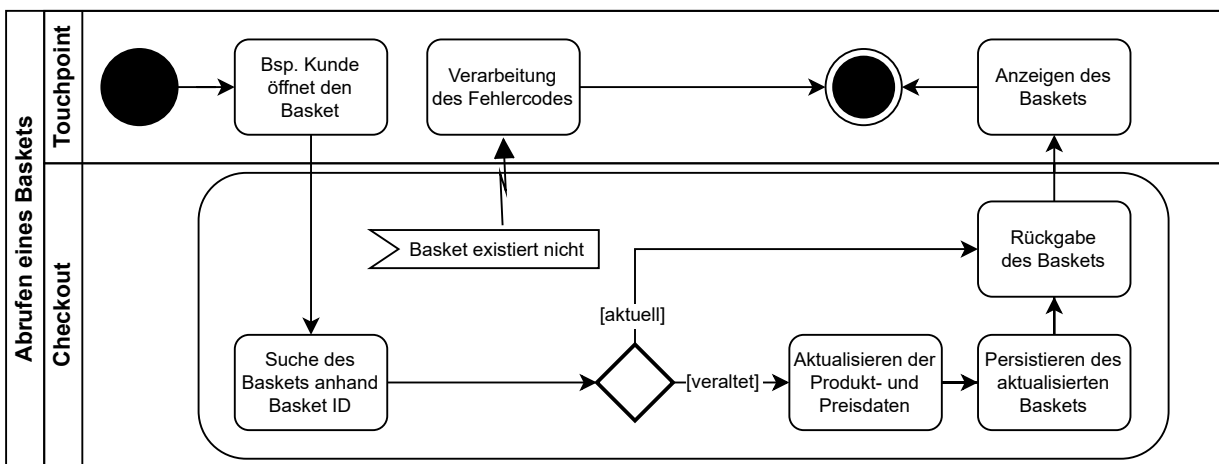 Abrufen eines Baskets
Touchpoint
Bsp. Kunde
öffnet den
Basket
Verarbeitung
des Fehlercodes
Anzeigen des
Baskets
Checkout
Basket existiert nicht
Rückgabe
des Baskets
[aktuell]
Suche des
Baskets anhand
Basket ID
[veraltet]
Aktualisieren der
Produkt- und
Preisdaten
Persistieren des
aktualisierten
Baskets